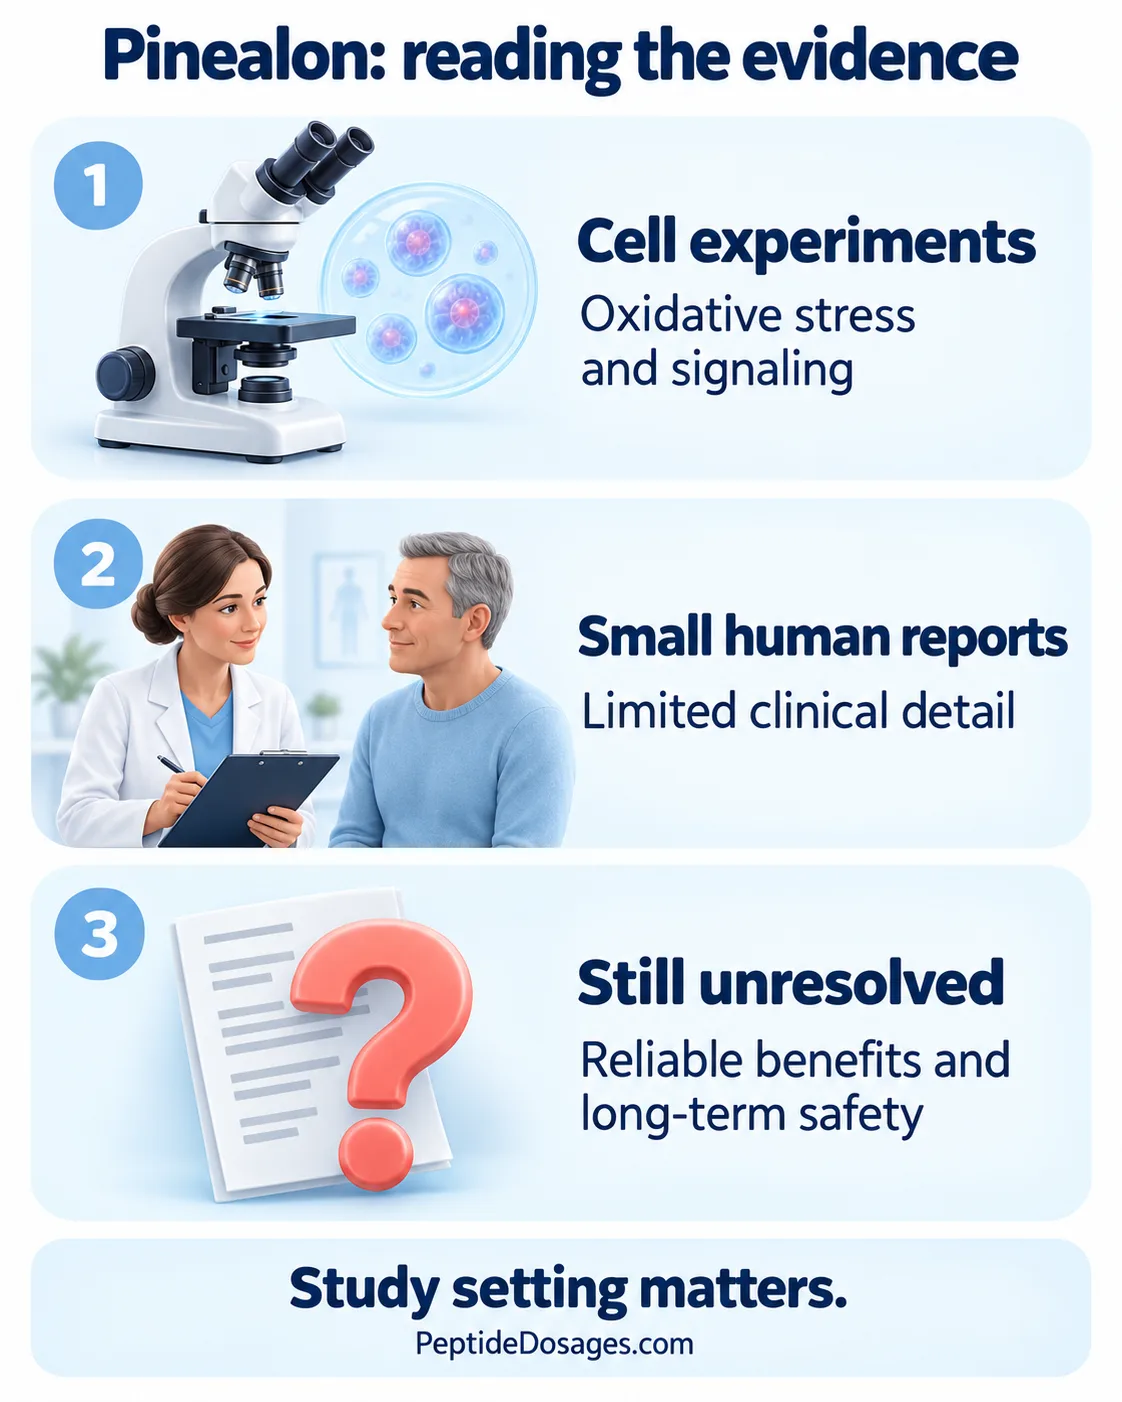 Pinealon: reading the evidence
1
Cell experiments
Oxidative stress
and signaling
2
Small human reports
Limited clinical detail
3
Still unresolved
Reliable benefits and
long-term safety
Study setting matters.
PeptideDosages.com